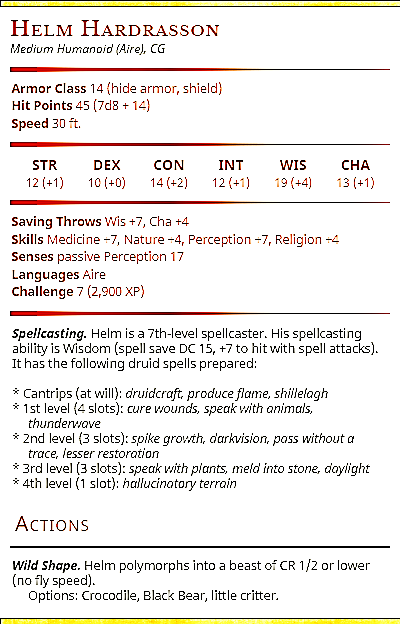 HELM HARDRASSON
Medium Humanoid (Aire), CG
Armor Class 14 (hide armor, shield)
Hit Points 45 (7d8 + 14)
Speed 30 ft.
STR DEX CON INT WIS CHA
12 (+1) 10 (+0) 14 (+2) 12 (+1) 19 (+4) 13 (+1)
Saving Throws Wis +7, Cha +4
Skills Medicine +7, Nature +4, Perception +7, Religion +4
Senses passive Perception 17
Languages Aire
Challenge 7 (2,900 XP)
Spellcasting. Helm is a 7th-level spellcaster. His spellcasting
ability is Wisdom (spell save DC 15, +7 to hit with spell attacks).
It has the following druid spells prepared:
* Cantrips (at will): druidcraft, produce flame, shillelagh
* 1st level (4 slots): cure wounds, speak with animals,
thunderwave
* 2nd level (3 slots): spike growth, darkvision, pass without a
trace, lesser restoration
* 3rd level (3 slots): speak with plants, meld into stone, daylight
* 4th level (1 slot): hallucinatory terrain
ACTIONS
Wild Shape. Helm polymorphs into a beast of CR 1/2 or lower
(no fly speed).
Options: Crocodile, Black Bear, little critter.